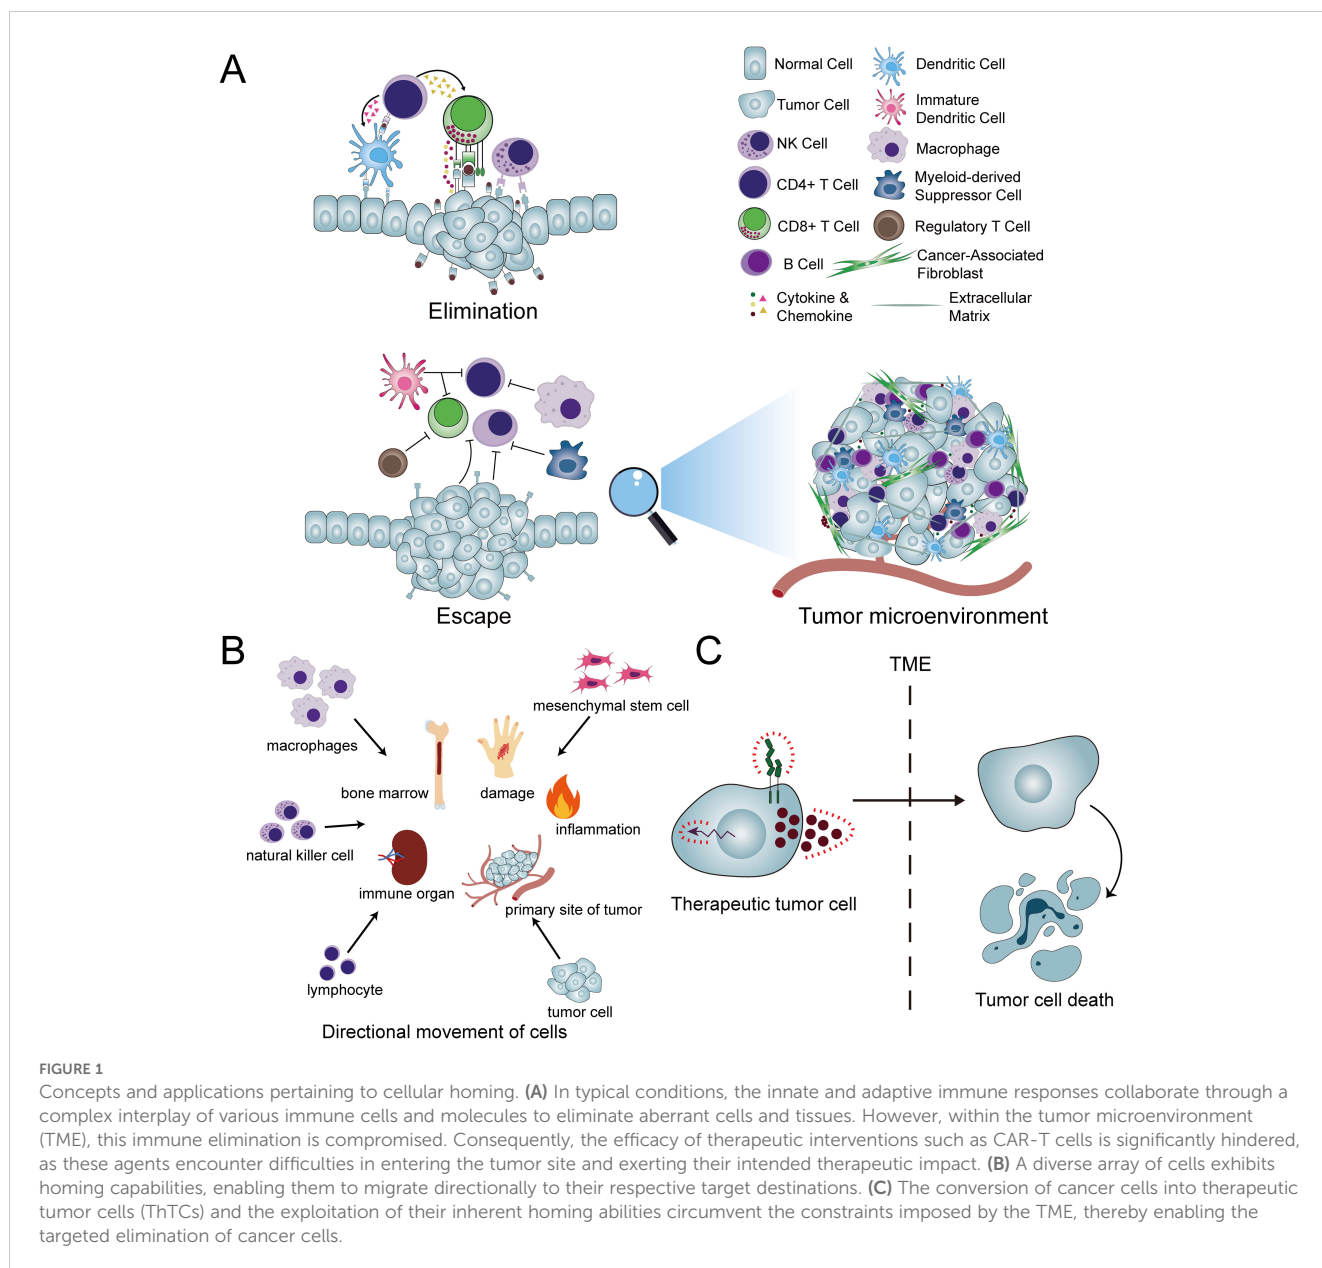 A
Normal Cell
Dendritic Cell
Tumor Cell
Immature
Dendritic Cell
NK Cell
Macrophage
CD4+ T Cell
Myeloid-derived
Suppressor Cell
CD8+ T Cell
Regulatory T Cell
B Cell
Cancer-Associated
Fibroblast
Cytokine &
Chemokine
Extracellular
Matrix
Elimination
Escape
Tumor microenvironment
B
macrophages
mesenchymal stem cell
bone marrow
damage
natural killer cell
inflammation
immune organ
primary site of tumor
lymphocyte
tumor cell
Directional movement of cells
C
TME
Therapeutic tumor cell
Tumor cell death
FIGURE 1
Concepts and applications pertaining to cellular homing. (A) In typical conditions, the innate and adaptive immune responses collaborate through a
complex interplay of various immune cells and molecules to eliminate aberrant cells and tissues. However, within the tumor microenvironment
(TME), this immune elimination is compromised. Consequently, the efficacy of therapeutic interventions such as CAR-T cells is significantly hindered,
as these agents encounter difficulties in entering the tumor site and exerting their intended therapeutic impact. (B) A diverse array of cells exhibits
homing capabilities, enabling them to migrate directionally to their respective target destinations. (C) The conversion of cancer cells into therapeutic
tumor cells (ThTCs) and the exploitation of their inherent homing abilities circumvent the constraints imposed by the TME, thereby enabling the
targeted elimination of cancer cells.